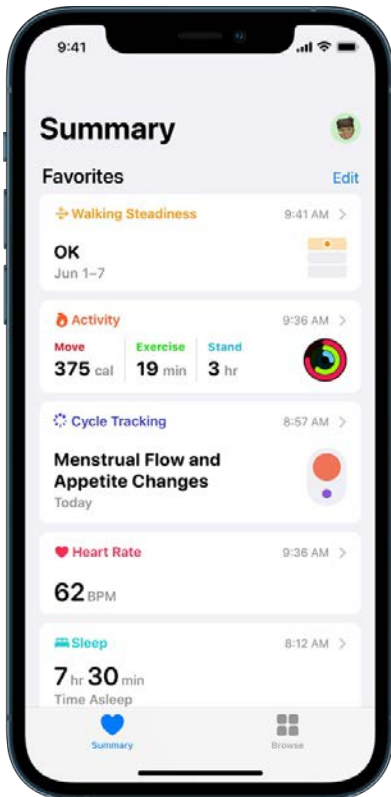 9:41
Summary
Favorites Edit
Walking Steadiness 9:41 AM
OK
Jun 1–7
Activity 9:36 AM
Move Exercise Stand
375 cal 19 min 3 hr
Cycle Tracking 8:57 AM
Menstrual Flow and
Appetite Changes
Today
Heart Rate 9:36 AM
62 BPM
Sleep 8:12 AM
7 hr 30 min
Time Asleep
Summary Browse